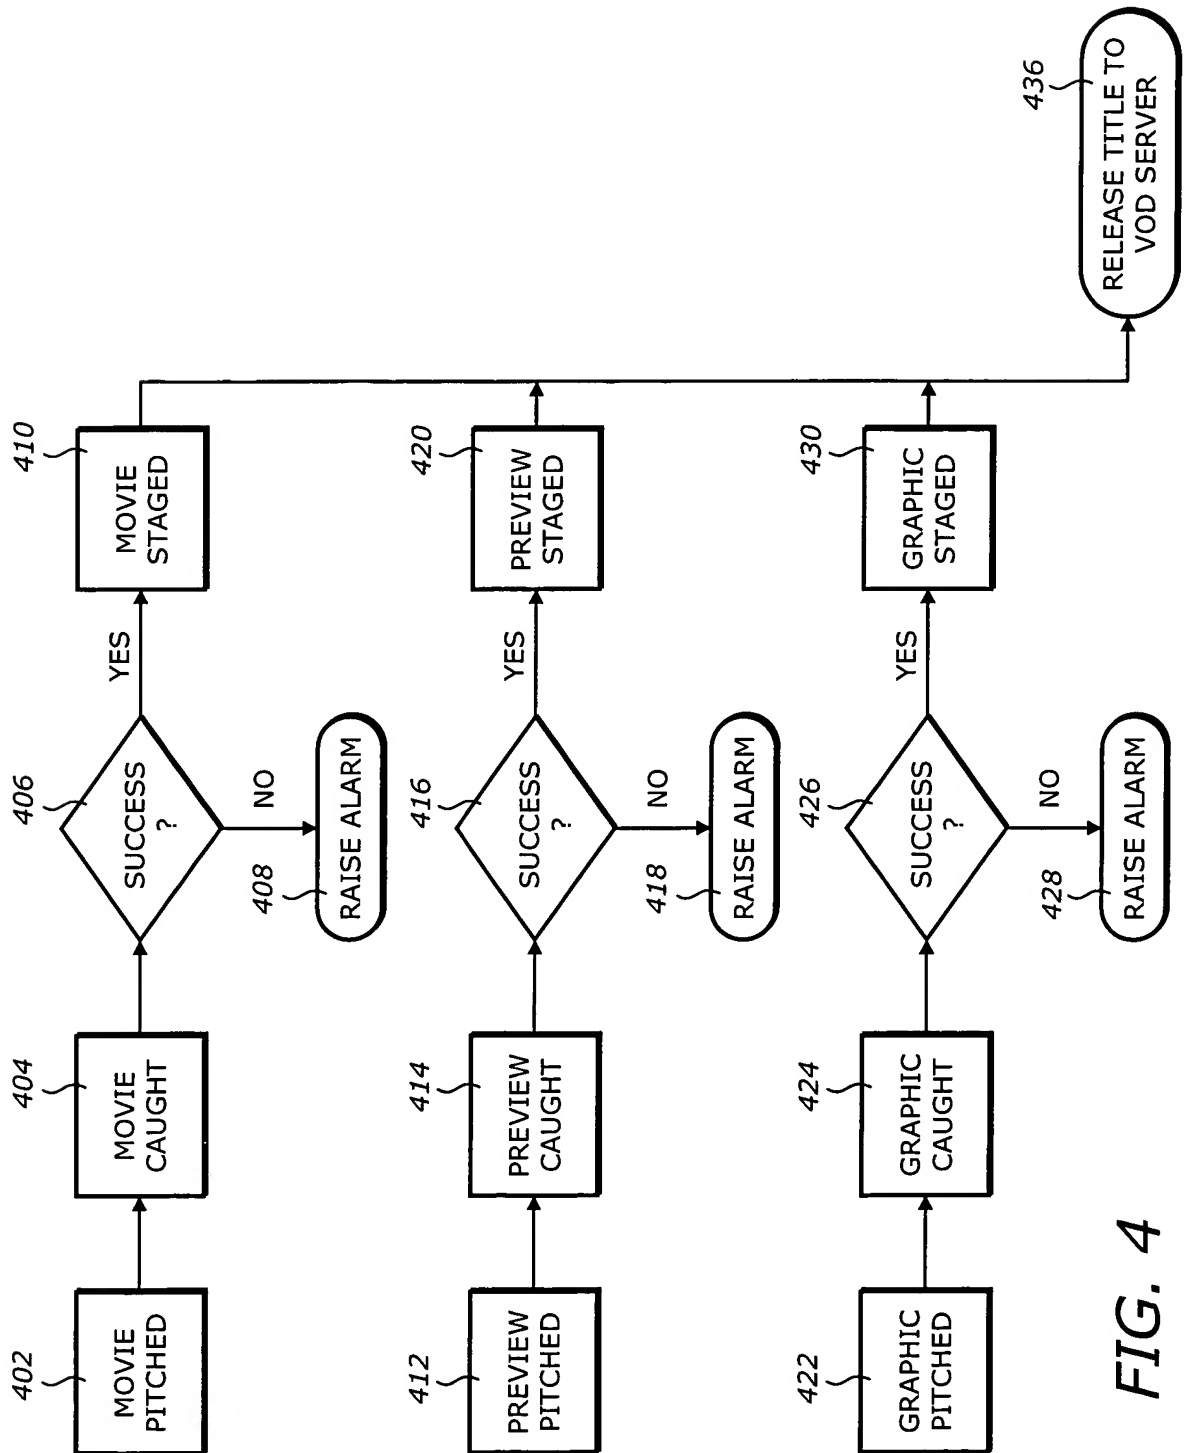 402
MOVIE
PITCHED
404
MOVIE
CAUGHT
406
SUCCESS
?
YES
NO
408
RAISE ALARM
410
MOVIE
STAGED
412
PREVIEW
PITCHED
414
PREVIEW
CAUGHT
416
SUCCESS
?
YES
NO
418
RAISE ALARM
420
PREVIEW
STAGED
422
GRAPHIC
PITCHED
424
GRAPHIC
CAUGHT
426
SUCCESS
?
YES
NO
428
RAISE ALARM
430
GRAPHIC
STAGED
436
RELEASE TITLE TO
VOD SERVER
FIG. 4